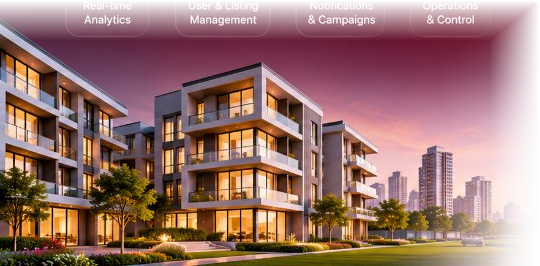 Real-time
Analytics
User & Listing
Management
Notifications
& Campaigns
Operations
& Control